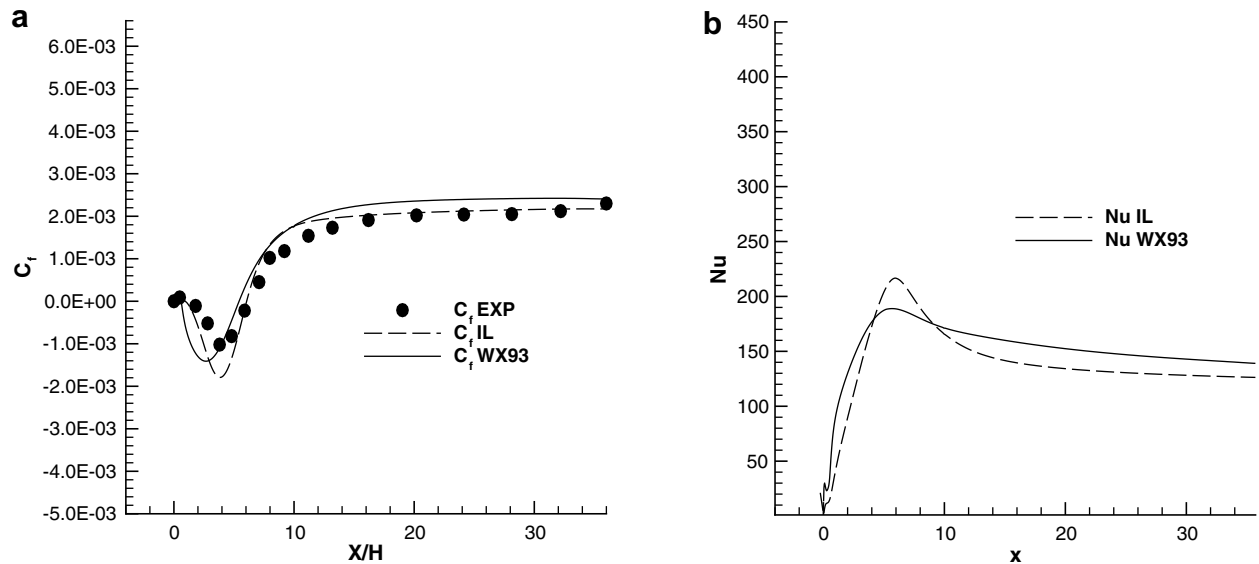 a
6.0E-03
5.0E-03
4.0E-03
3.0E-03
2.0E-03
1.0E-03
0.0E+00
-1.0E-03
-2.0E-03
-3.0E-03
-4.0E-03
-5.0E-03
Cf
Cf EXP
Cf IL
Cf WX93
0 10 20 30
X/H
b
450
400
350
300
250
200
150
100
50
Nu
Nu IL
Nu WX93
0 10 20 30
x